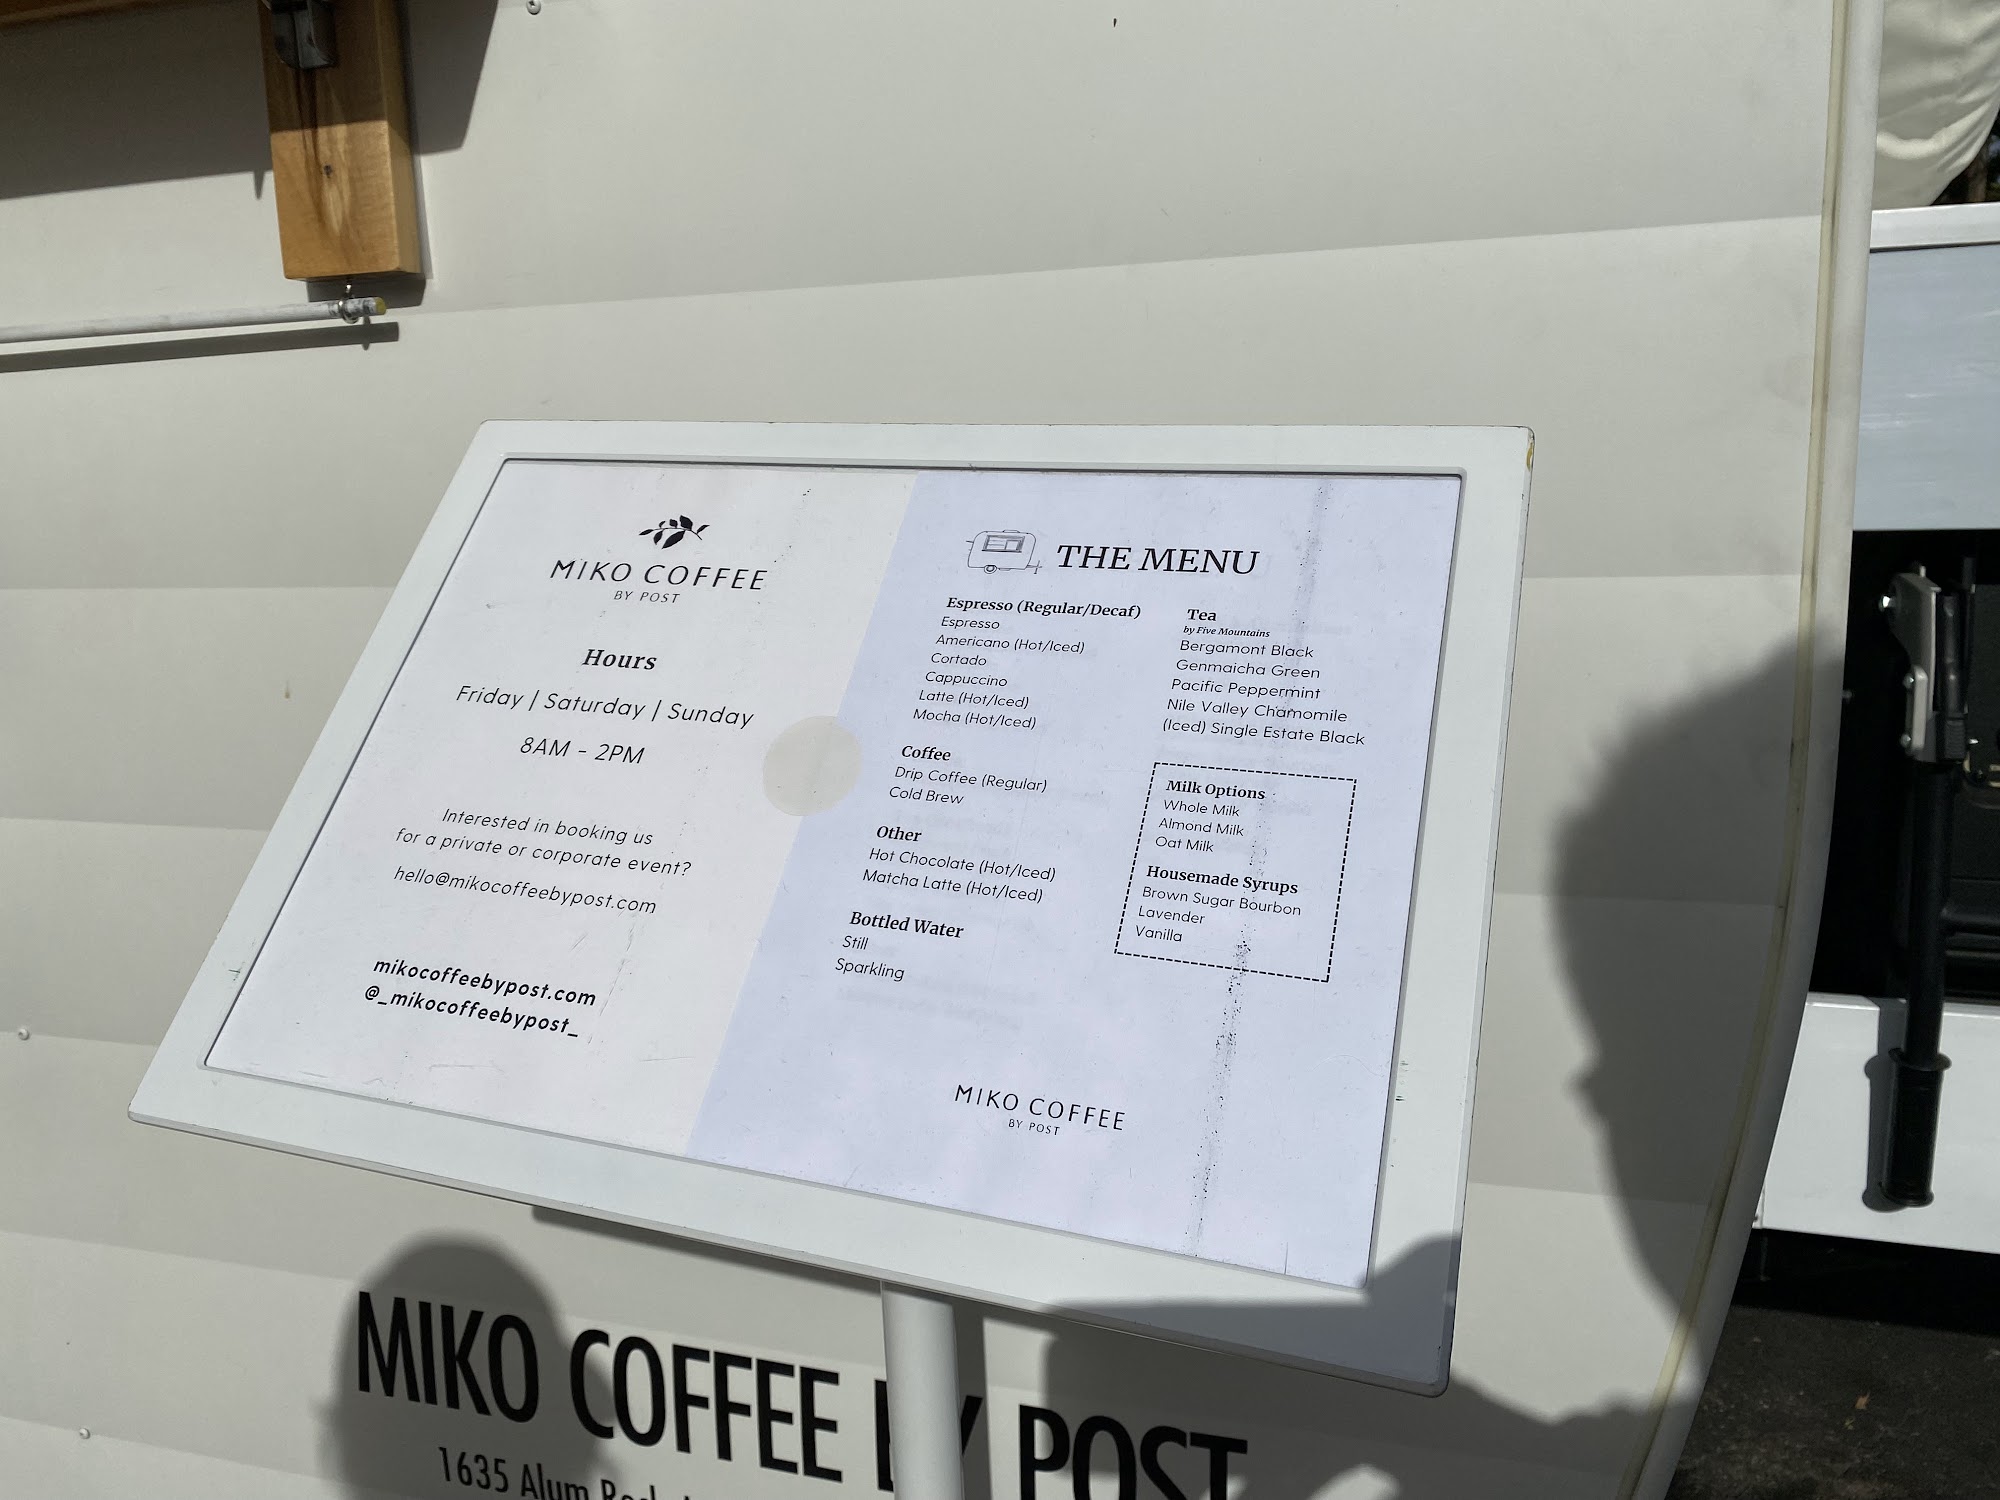 MIKO COFFEE
BY POST
Hours
Friday | Saturday | Sunday
8AM - 2PM
Interested in booking us
for a private or corporate event?
hello@mikocoffeebypost.com
mikocoffeebypost.com
@_mikocoffeebypost_
THE MENU
Espresso (Regular/Decaf)
Espresso
Americano (Hot/Iced)
Cortado
Cappuccino
Latte (Hot/Iced)
Mocha (Hot/Iced)
Coffee
Drip Coffee (Regular)
Cold Brew
Other
Hot Chocolate (Hot/Iced)
Matcha Latte (Hot/Iced)
Bottled Water
Still
Sparkling
Tea
by Five Mountains
Bergamont Black
Genmaicha Green
Pacific Peppermint
Nile Valley Chamomile
(Iced) Single Estate Black
Milk Options
Whole Milk
Almond Milk
Oat Milk
Housemade Syrups
Brown Sugar Bourbon
Lavender
Vanilla
MIKO COFFEE
BY POST
MIKO COFFEE BY POST
1635 Alum